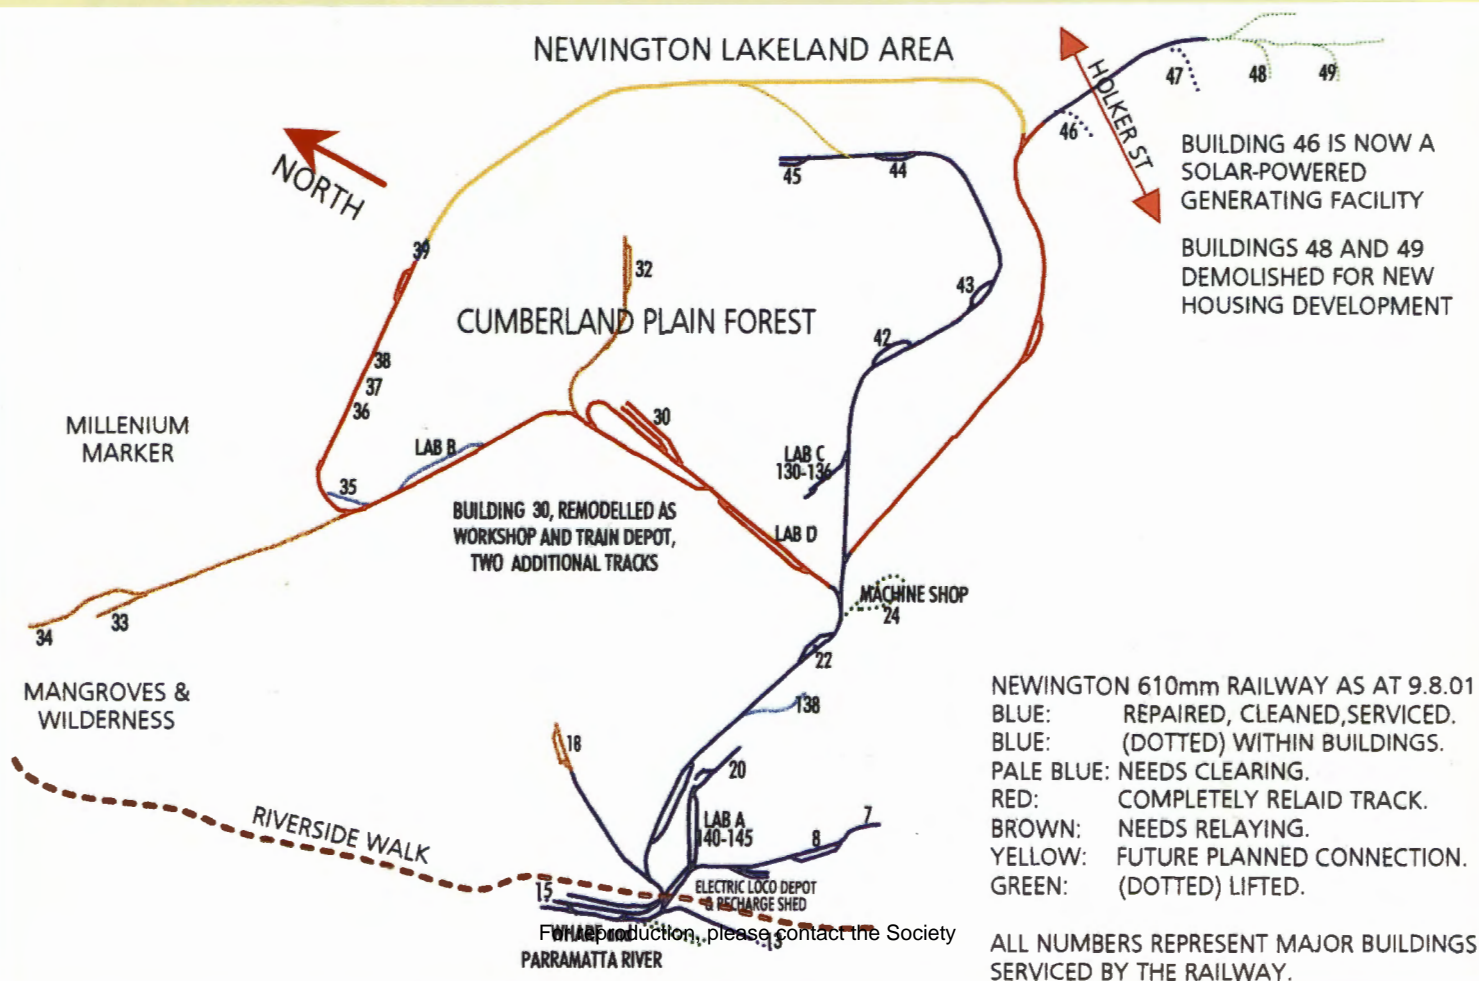 NEWINGTON LAKELAND AREA
NORTH
HOLKER ST
47
48
49
46
BUILDING 46 IS NOW A
SOLAR-POWERED
GENERATING FACILITY
BUILDINGS 48 AND 49
DEMOLISHED FOR NEW
HOUSING DEVELOPMENT
45
44
39
32
43
CUMBERLAND PLAIN FOREST
42
38
37
36
30
MILLENIUM
MARKER
LAB B
LAB C
130-136
35
BUILDING 30, REMODELLED AS
WORKSHOP AND TRAIN DEPOT,
TWO ADDITIONAL TRACKS
LAB D
MACHINE SHOP
24
34
33
22
MANGROVES &
WILDERNESS
138
18
20
RIVERSIDE WALK
LAB A
140-145
8
7
ELECTRIC LOCO DEPOT
& RECHARGE SHED
15
13
WHARF and
PARRAMATTA RIVER
For reproduction, please contact the Society
NEWINGTON 610mm RAILWAY AS AT 9.8.01
BLUE: REPAIRED, CLEANED,SERVICED.
BLUE: (DOTTED) WITHIN BUILDINGS.
PALE BLUE: NEEDS CLEARING.
RED: COMPLETELY RELAID TRACK.
BROWN: NEEDS RELAYING.
YELLOW: FUTURE PLANNED CONNECTION.
GREEN: (DOTTED) LIFTED.
ALL NUMBERS REPRESENT MAJOR BUILDINGS
SERVICED BY THE RAILWAY.